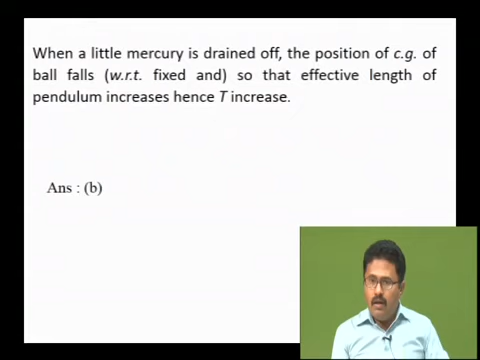 When a little mercury is drained off, the position of c.g. of
ball falls (w.r.t. fixed and) so that effective length of
pendulum increases hence T increase.
Ans : (b)